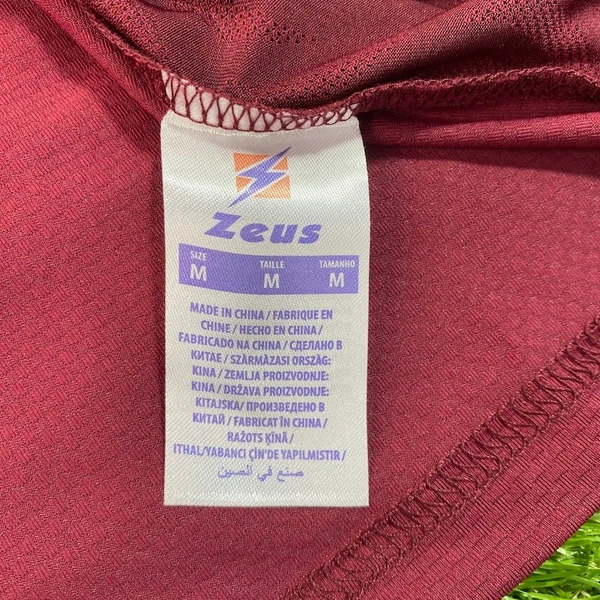 Zeus
SIZE TAILLE TAMANHO
M M M
MADE IN CHINA / FABRIQUE EN
CHINE / HECHO EN CHINA /
FABRICADO NA CHINA / СДЕЛАНО В
КИТАЕ / SZÁRMÁZASI ORSZÁG:
KINA / ZEMLJA PROIZVODNJE:
KINA / DRŽAVA PROIZVODNJE:
KITAJSKA/ ПРОИЗВЕДЕНО В
КИТАЙ / FABRICAT ÎN CHINA /
RAŽOTS ĶĪNĀ /
ITHAL/YABANCI ÇİN'DE YAPILMISTIR /
صنع في الصين